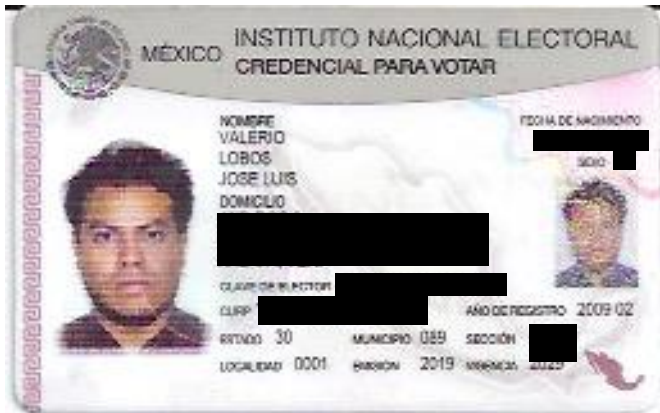 MÉXICO INSTITUTO NACIONAL ELECTORAL
CREDENCIAL PARA VOTAR
NOMBRE
VALERIO
LOBOS
JOSE LUIS
FECHA DE NACIMIENTO
SEXO
DOMICILIO
CLAVE DE ELECTOR
CURP
AÑO DE REGISTRO 2009 02
ESTADO 30 MUNICIPIO 089 SECCIÓN
LOCALIDAD 0001 EMISIÓN 2019 VIGENCIA 2029